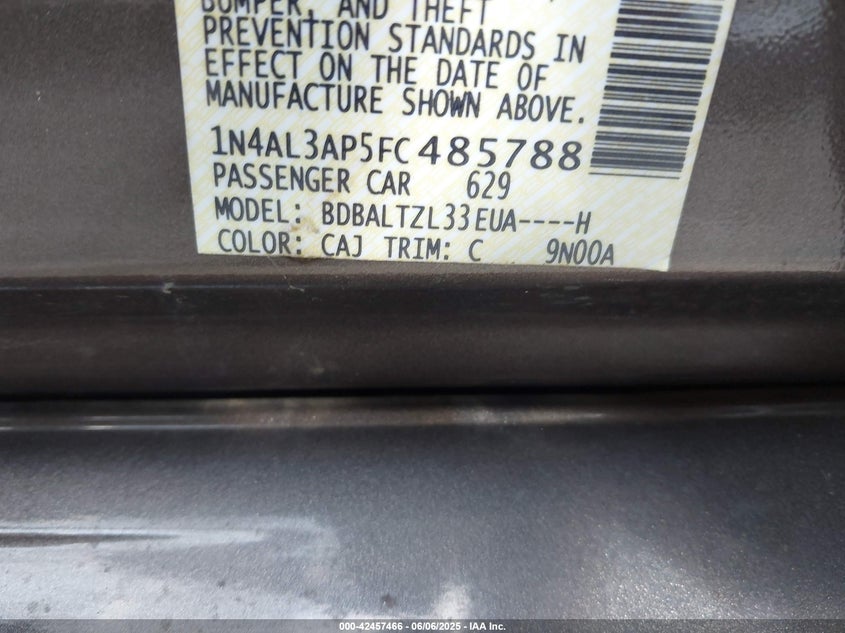 BUMPER, AND THEFT
PREVENTION STANDARDS IN
EFFECT ON THE DATE OF
MANUFACTURE SHOWN ABOVE.
1N4AL3AP5FC485788
PASSENGER CAR 629
MODEL: BDBALTZL33EUA----H
COLOR: CAJ TRIM: C 9N00A
000-42457466 - 06/06/2025 - IAA Inc.